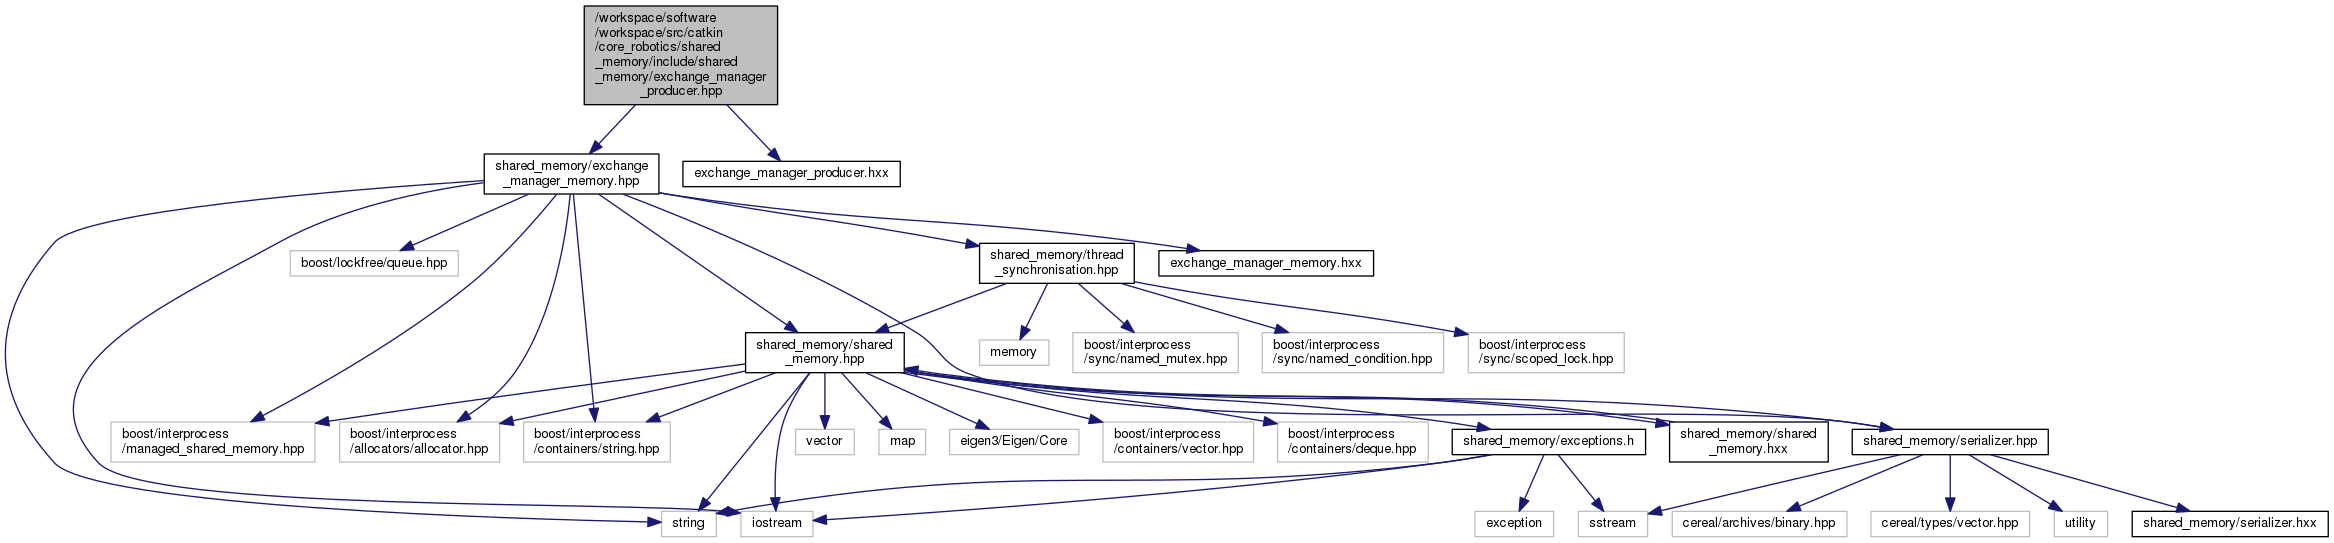 /workspace/software
/workspace/src/catkin
/core_robotics/shared
_memory/include/shared
_memory/exchange_manager
_producer.hpp
shared_memory/exchange
_manager_memory.hpp
exchange_manager_producer.hxx
boost/lockfree/queue.hpp
shared_memory/thread
_synchronisation.hpp
exchange_manager_memory.hxx
shared_memory/shared
_memory.hpp
memory
boost/interprocess
/sync/named_mutex.hpp
boost/interprocess
/sync/named_condition.hpp
boost/interprocess
/sync/scoped_lock.hpp
boost/interprocess
/managed_shared_memory.hpp
boost/interprocess
/allocators/allocator.hpp
boost/interprocess
/containers/string.hpp
vector
map
eigen3/Eigen/Core
boost/interprocess
/containers/vector.hpp
boost/interprocess
/containers/deque.hpp
shared_memory/exceptions.h
shared_memory/shared
_memory.hxx
shared_memory/serializer.hpp
string
iostream
exception
sstream
cereal/archives/binary.hpp
cereal/types/vector.hpp
utility
shared_memory/serializer.hxx